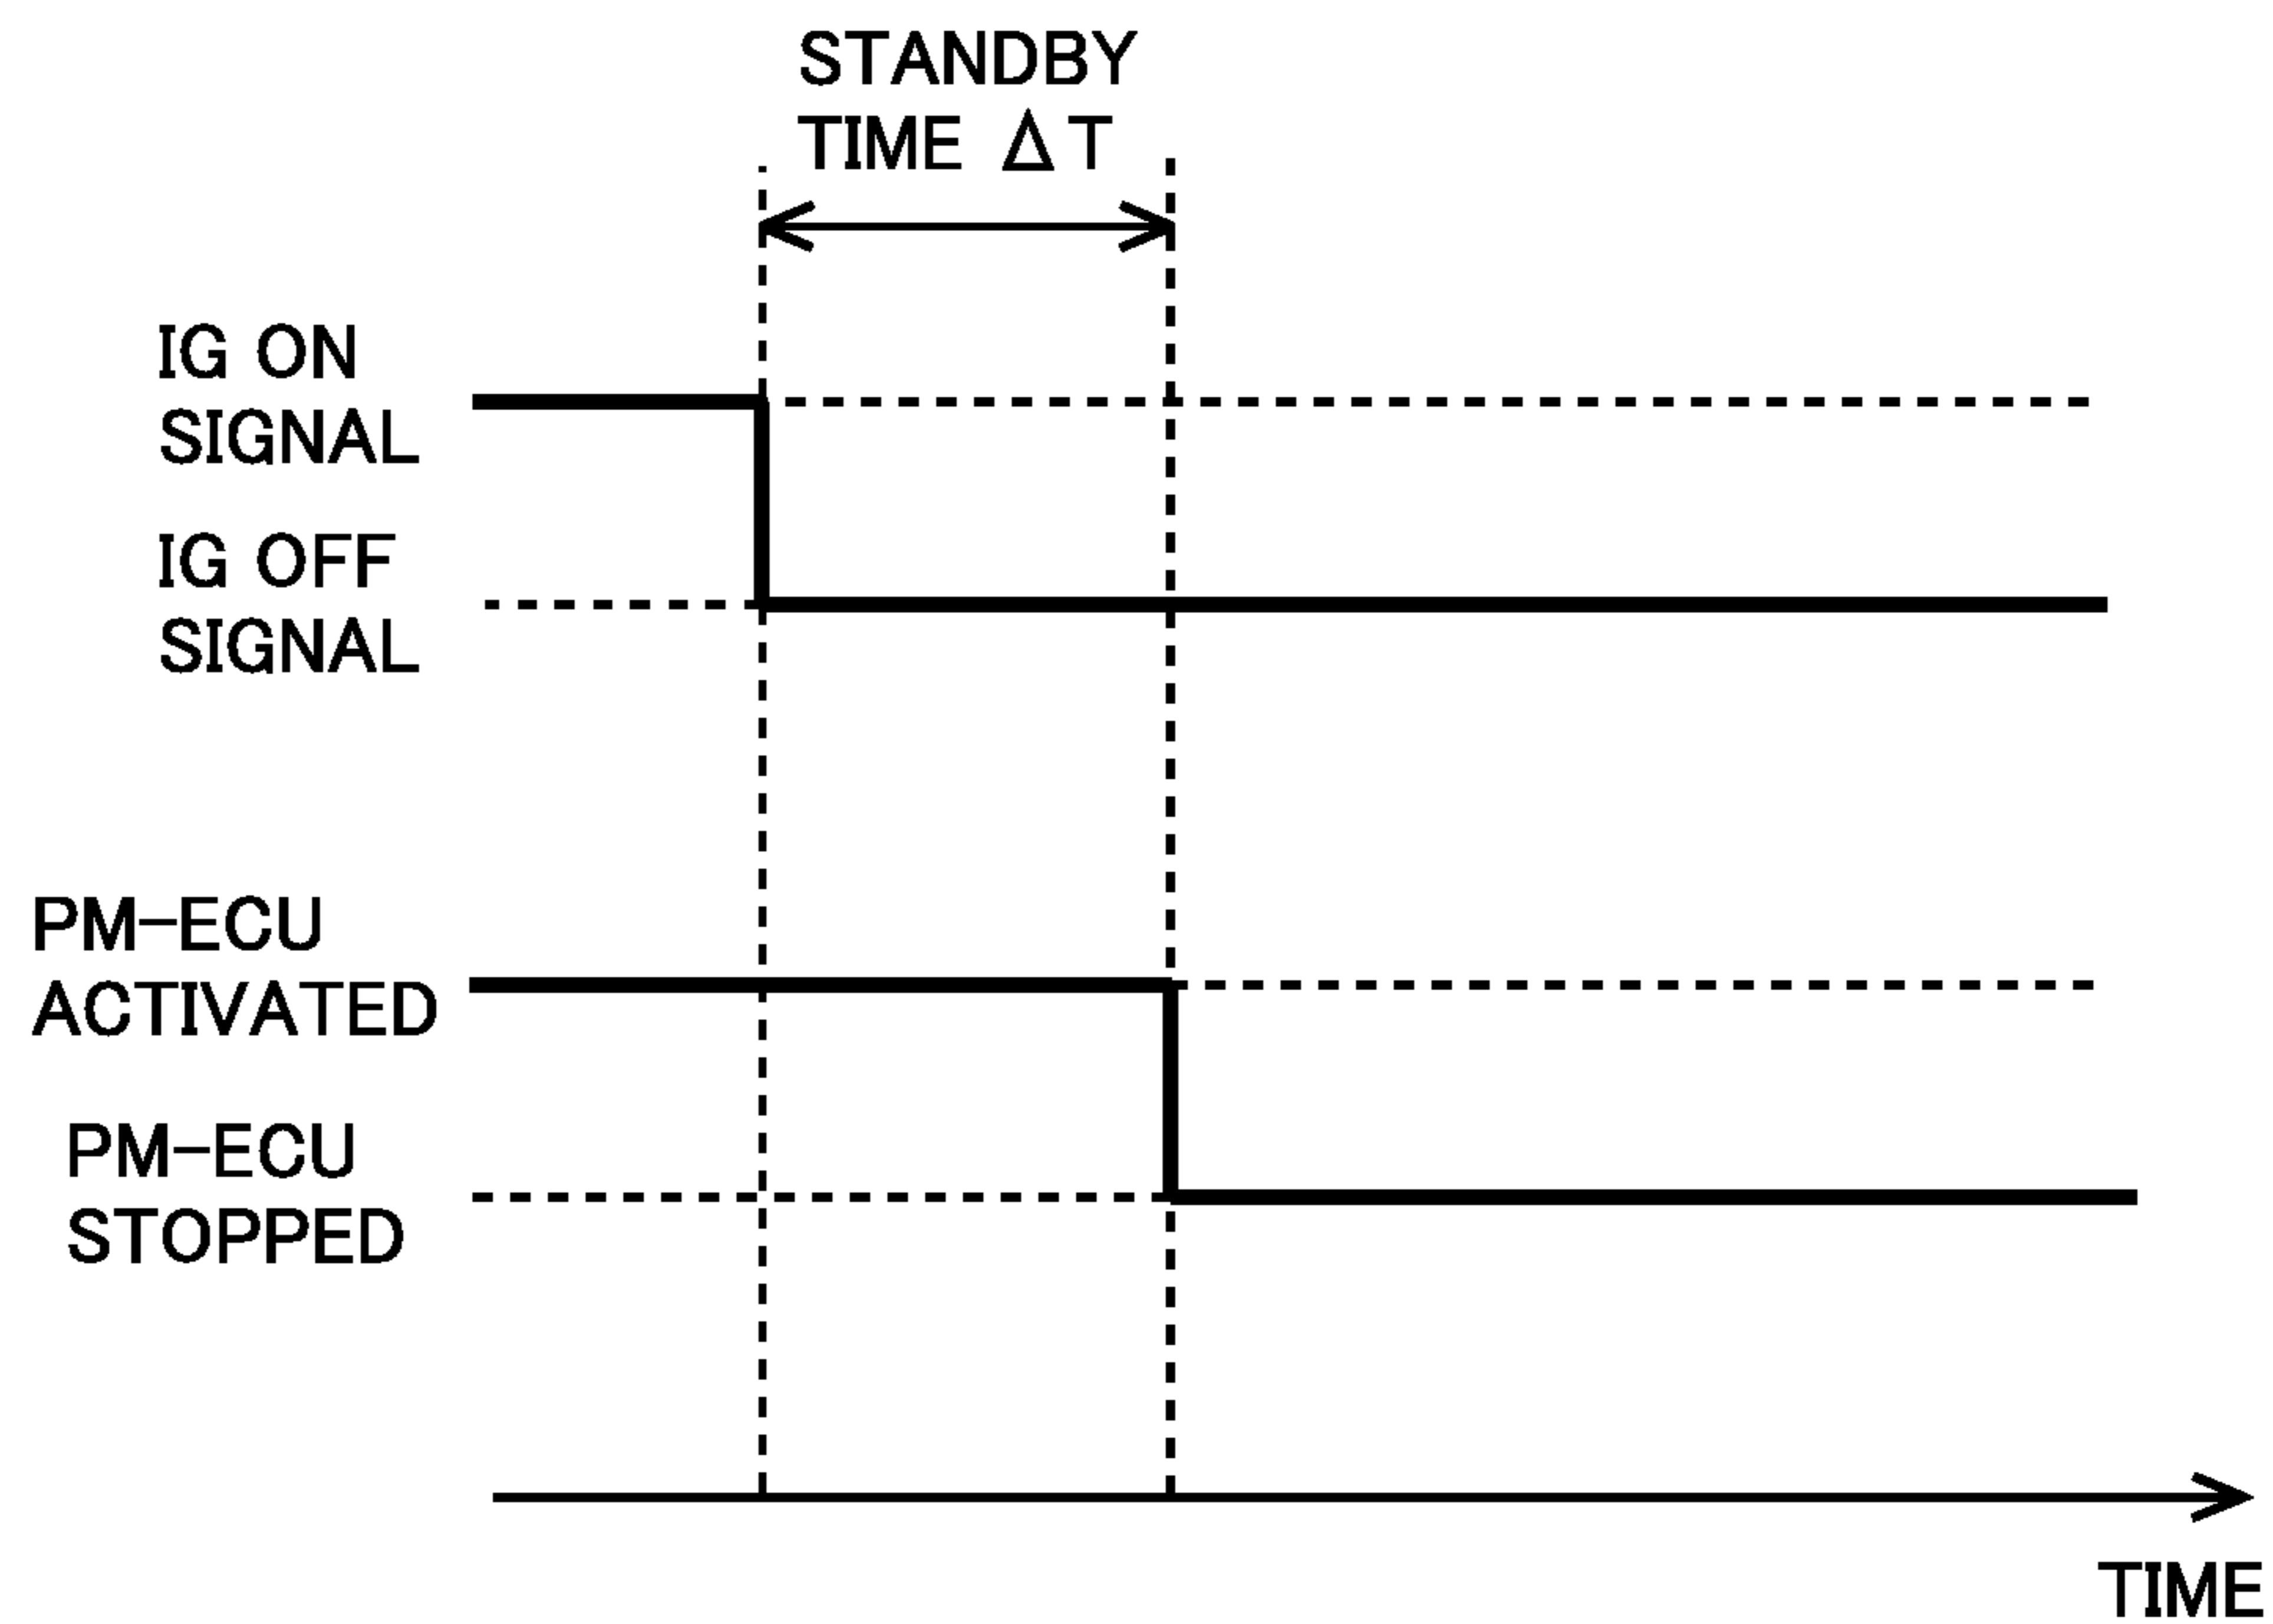 STANDBY
TIME ΔT
IG ON
SIGNAL
IG OFF
SIGNAL
PM-ECU
ACTIVATED
PM-ECU
STOPPED
TIME